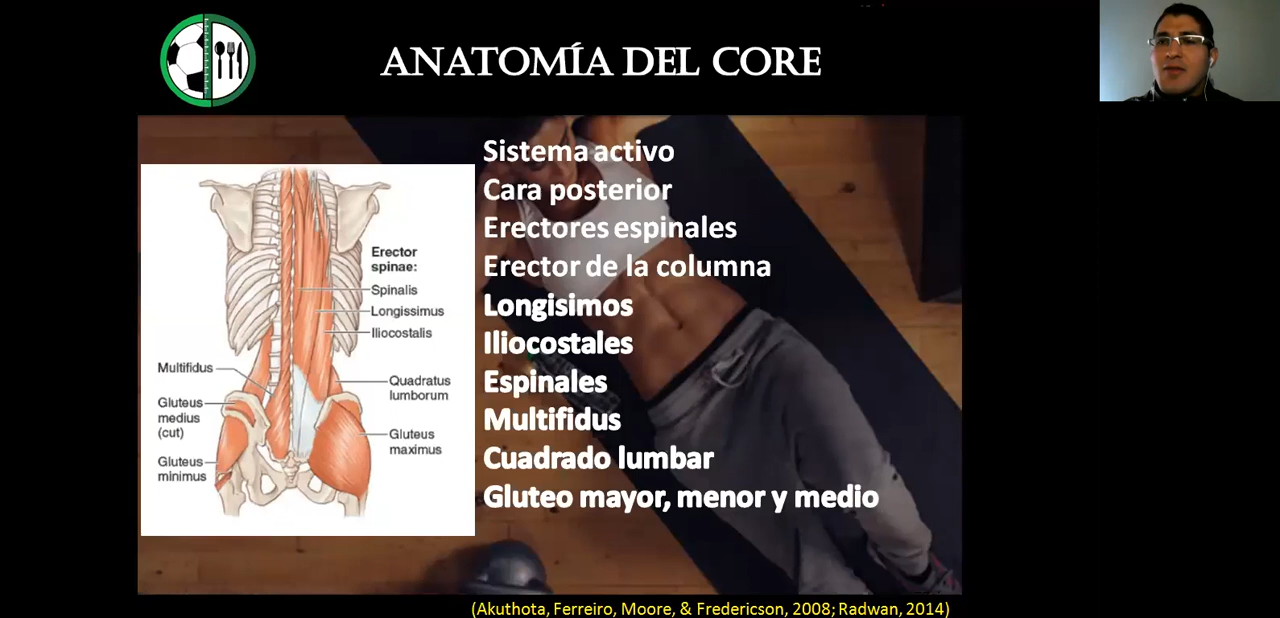 ANATOMÍA DEL CORE
Sistema activo
Cara posterior
Erectores espinales
Erector de la columna
Longisimos
Iliocostales
Espinales
Multifidus
Cuadrado lumbar
Gluteo mayor, menor y medio
Erector
spinae:
Spinalis
Longissimus
Iliocostalis
Multifidus
Quadratus
lumborum
Gluteus
medius
(cut)
Gluteus
maximus
Gluteus
minimus
(Akuthota, Ferreiro, Moore, & Fredericson, 2008; Radwan, 2014)